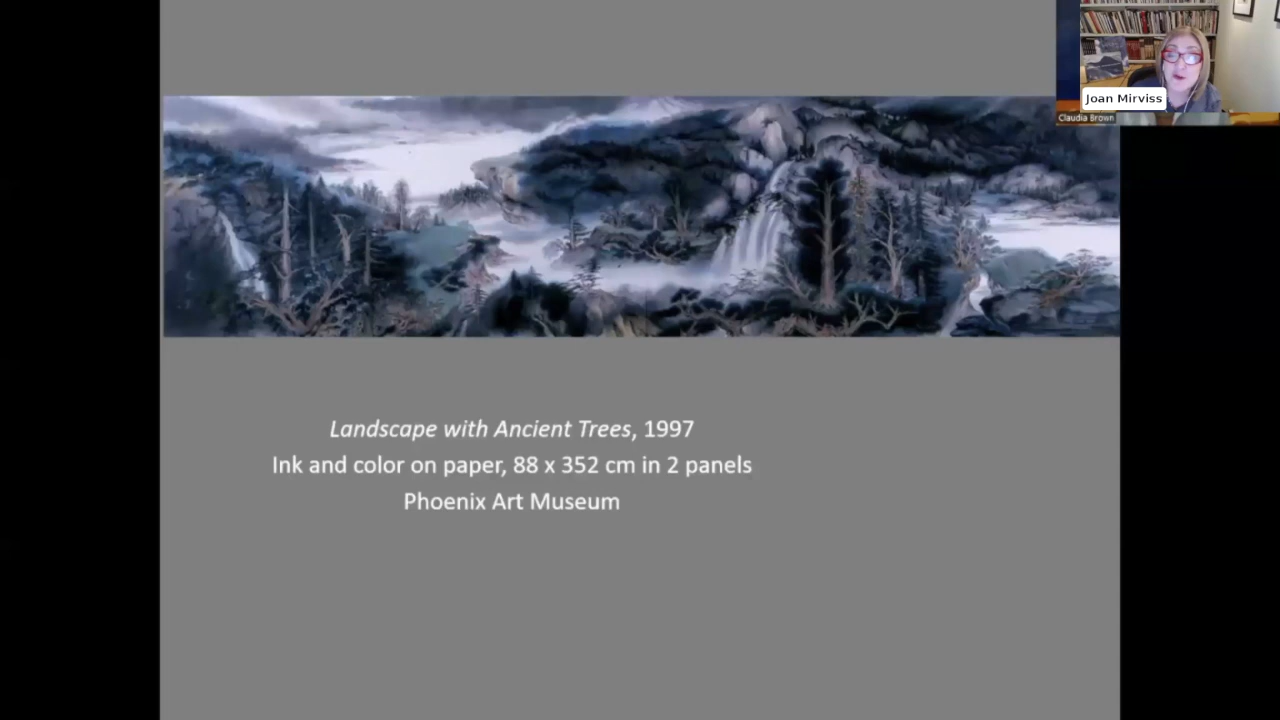 Joan Mirviss
Claudia Brown
Landscape with Ancient Trees, 1997
Ink and color on paper, 88 x 352 cm in 2 panels
Phoenix Art Museum